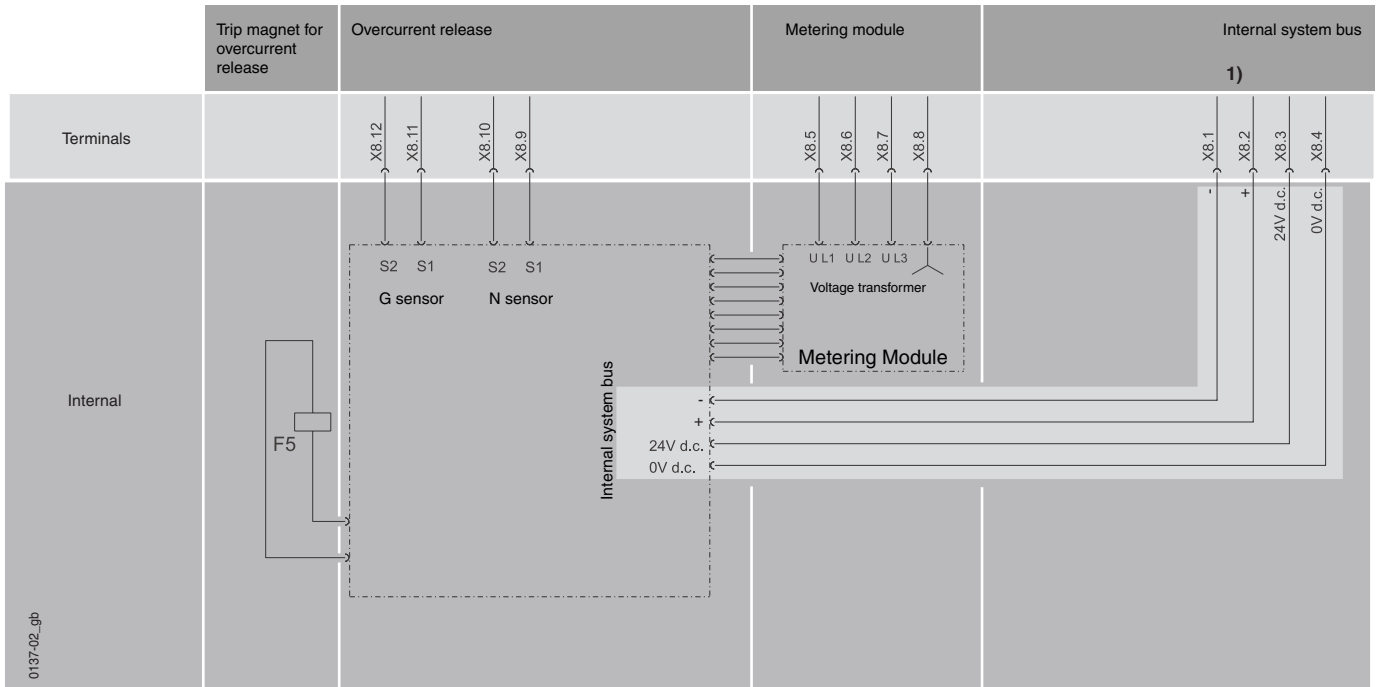 Trip magnet for
overcurrent
release
Overcurrent release
Metering module
Internal system bus
1)
Terminals
X8.12
X8.11
X8.10
X8.9
X8.5
X8.6
X8.7
X8.8
X8.1
X8.2
X8.3
X8.4
-
+
24V d.c.
0V d.c.
S2 S1 S2 S1
G sensor N sensor
U L1 U L2 U L3
Voltage transformer
Metering Module
Internal
F5
Internal system bus
-
+
24V d.c.
0V d.c.
0137-02_gb